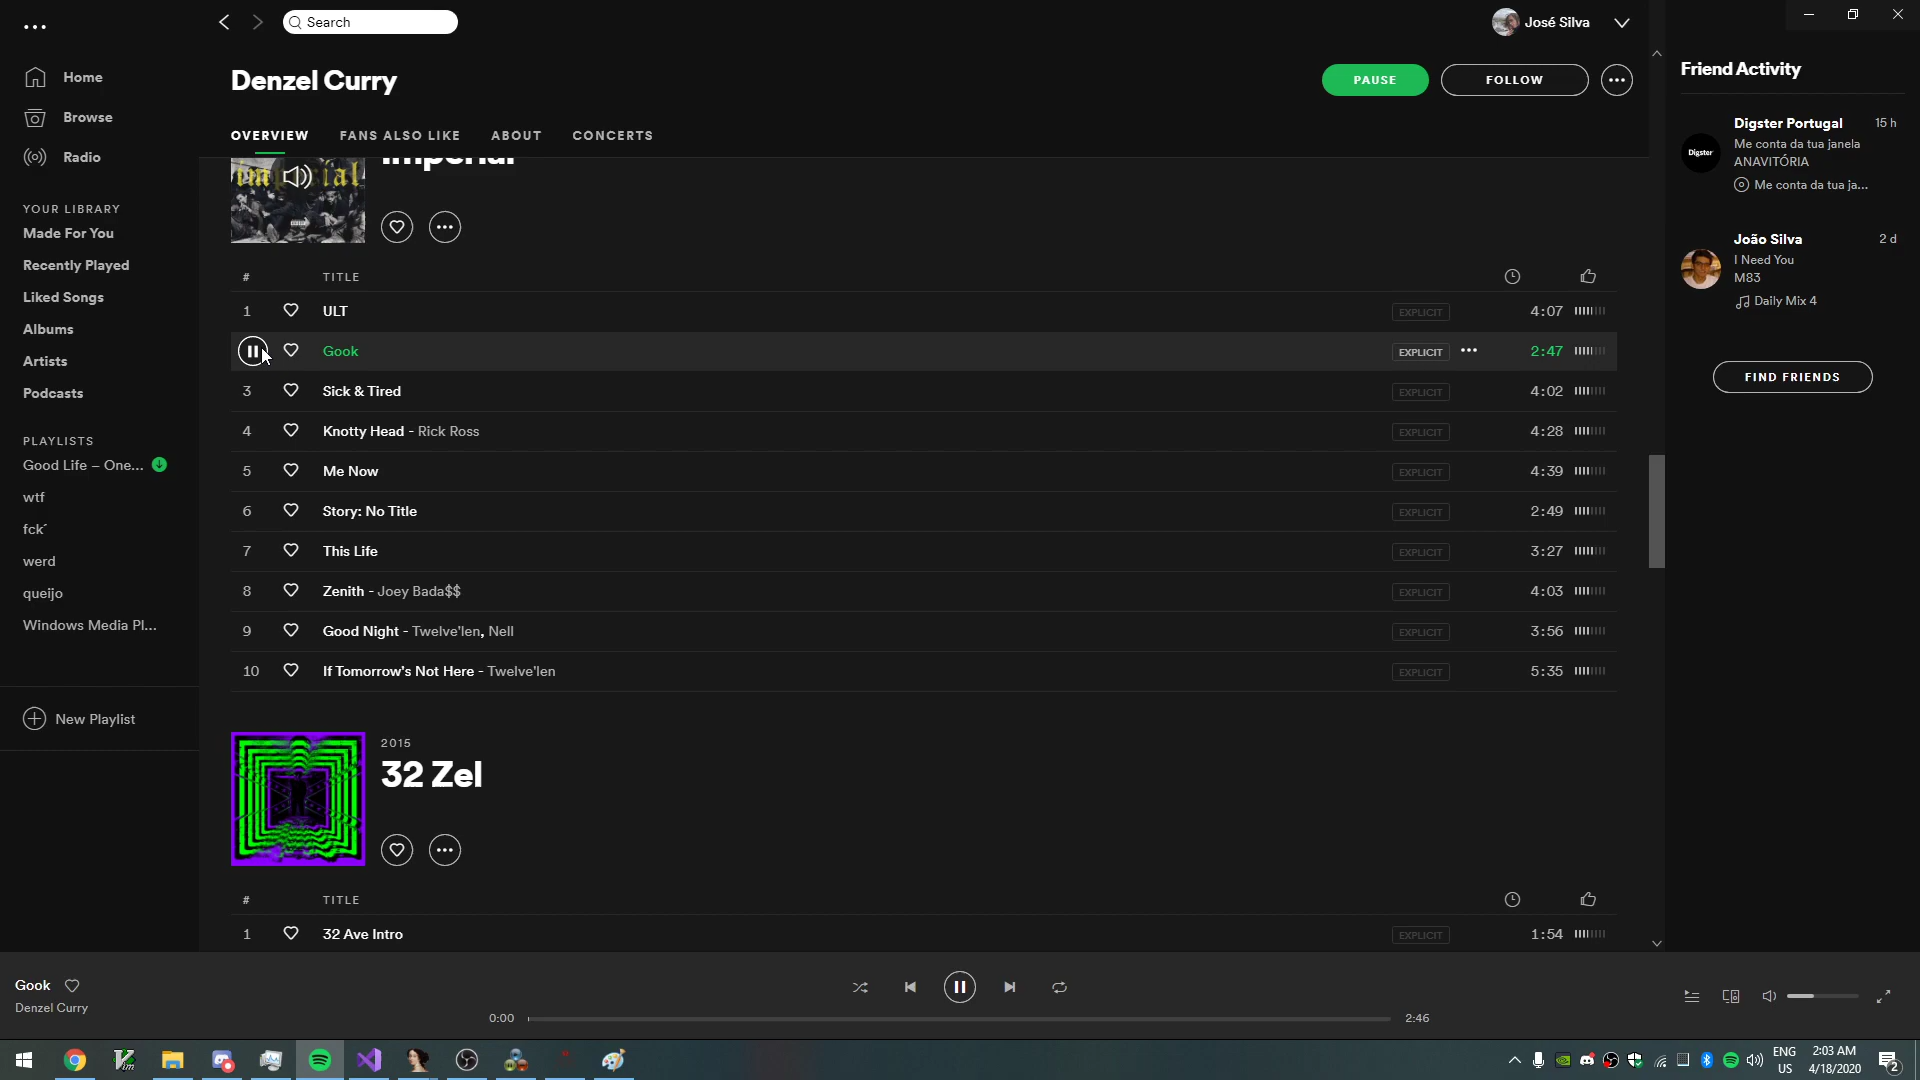 Search
José Silva
Home
Browse
Radio
YOUR LIBRARY
Made For You
Recently Played
Liked Songs
Albums
Artists
Podcasts
PLAYLISTS
Good Life – One...
wtf
fck´
werd
queijo
Windows Media Pl...
New Playlist
Denzel Curry
PAUSE
FOLLOW
OVERVIEW
FANS ALSO LIKE
ABOUT
CONCERTS
Imperial
imperial
# TITLE
1 ULT EXPLICIT 4:07
Gook EXPLICIT 2:47
3 Sick & Tired EXPLICIT 4:02
4 Knotty Head - Rick Ross EXPLICIT 4:28
5 Me Now EXPLICIT 4:39
6 Story: No Title EXPLICIT 2:49
7 This Life EXPLICIT 3:27
8 Zenith - Joey Bada$$ EXPLICIT 4:03
9 Good Night - Twelve'len, Nell EXPLICIT 3:56
10 If Tomorrow's Not Here - Twelve'len EXPLICIT 5:35
2015
32 Zel
# TITLE
1 32 Ave Intro EXPLICIT 1:54
Friend Activity
Digster
Digster Portugal 15 h
Me conta da tua janela
ANAVITÓRIA
Me conta da tua ja...
João Silva 2 d
I Need You
M83
Daily Mix 4
FIND FRIENDS
Gook
Denzel Curry
0:00
2:46
Vim
ENG
US
2:03 AM
4/18/2020
2